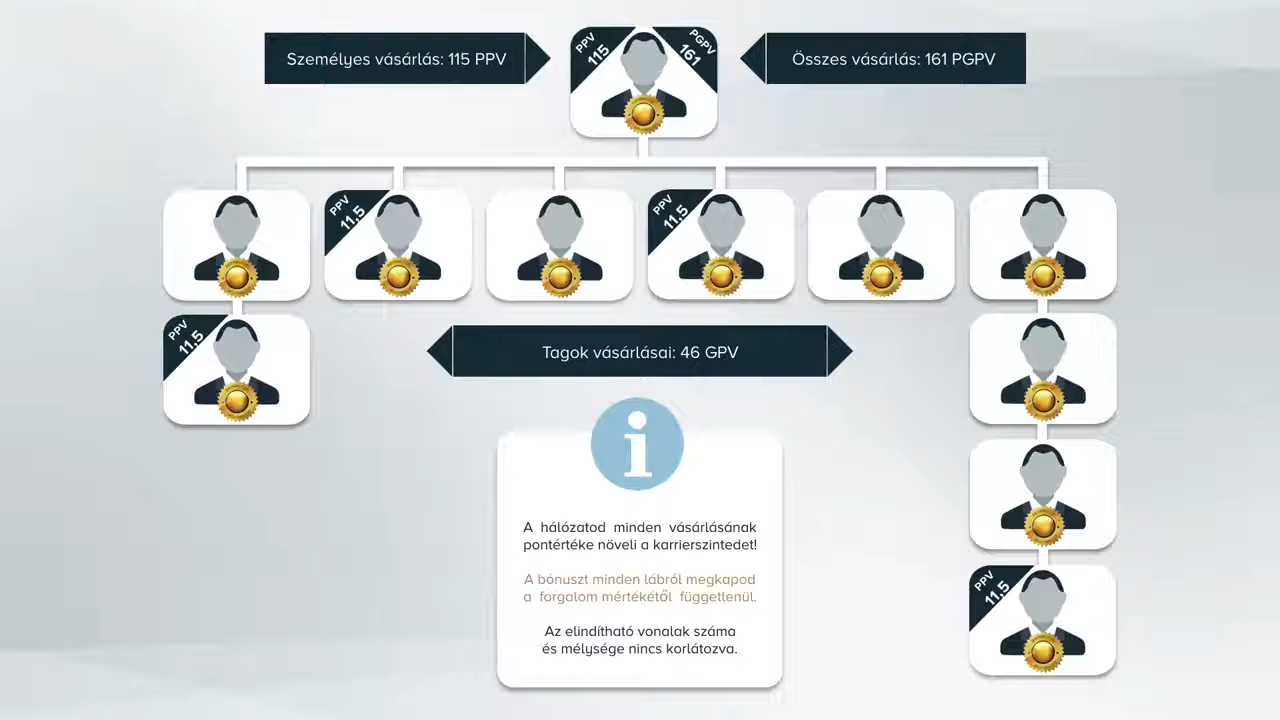 Személyes vásárlás: 115 PPV
PPV
115
PGPV
161
Összes vásárlás: 161 PGPV
PPV
11,5
PPV
11,5
PPV
11,5
Tagok vásárlásai: 46 GPV
A hálózatod minden vásárlásának
pontértéke növeli a karrierszintedet!
A bónuszt minden lábről megkapod
a forgalom mértékétől függetlenül.
Az elindítható vonalak száma
és mélysége nincs korlátozva.
PPV
11,5